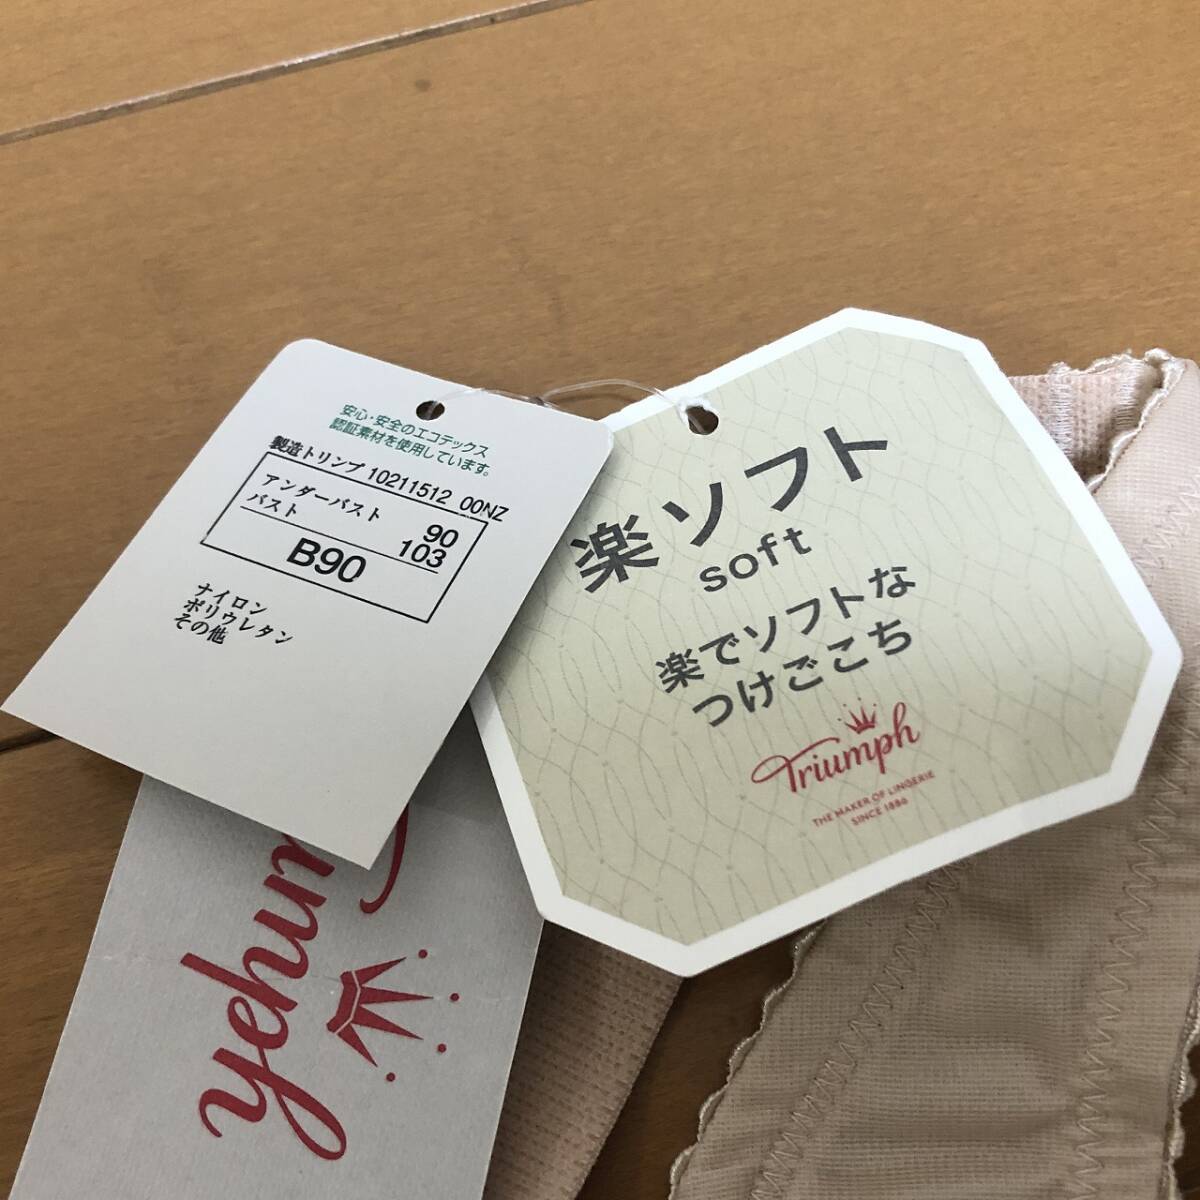 安心・安全のエコテックス
認証素材を使用しています。
製造トリンプ 10211512 00NZ
アンダーバスト 90
バスト 103
B90
ナイロン
ポリウレタン
その他
楽ソフト
soft
楽でソフトな
つけごこち
Triumph
THE MAKER OF LINGERIE
SINCE 1886